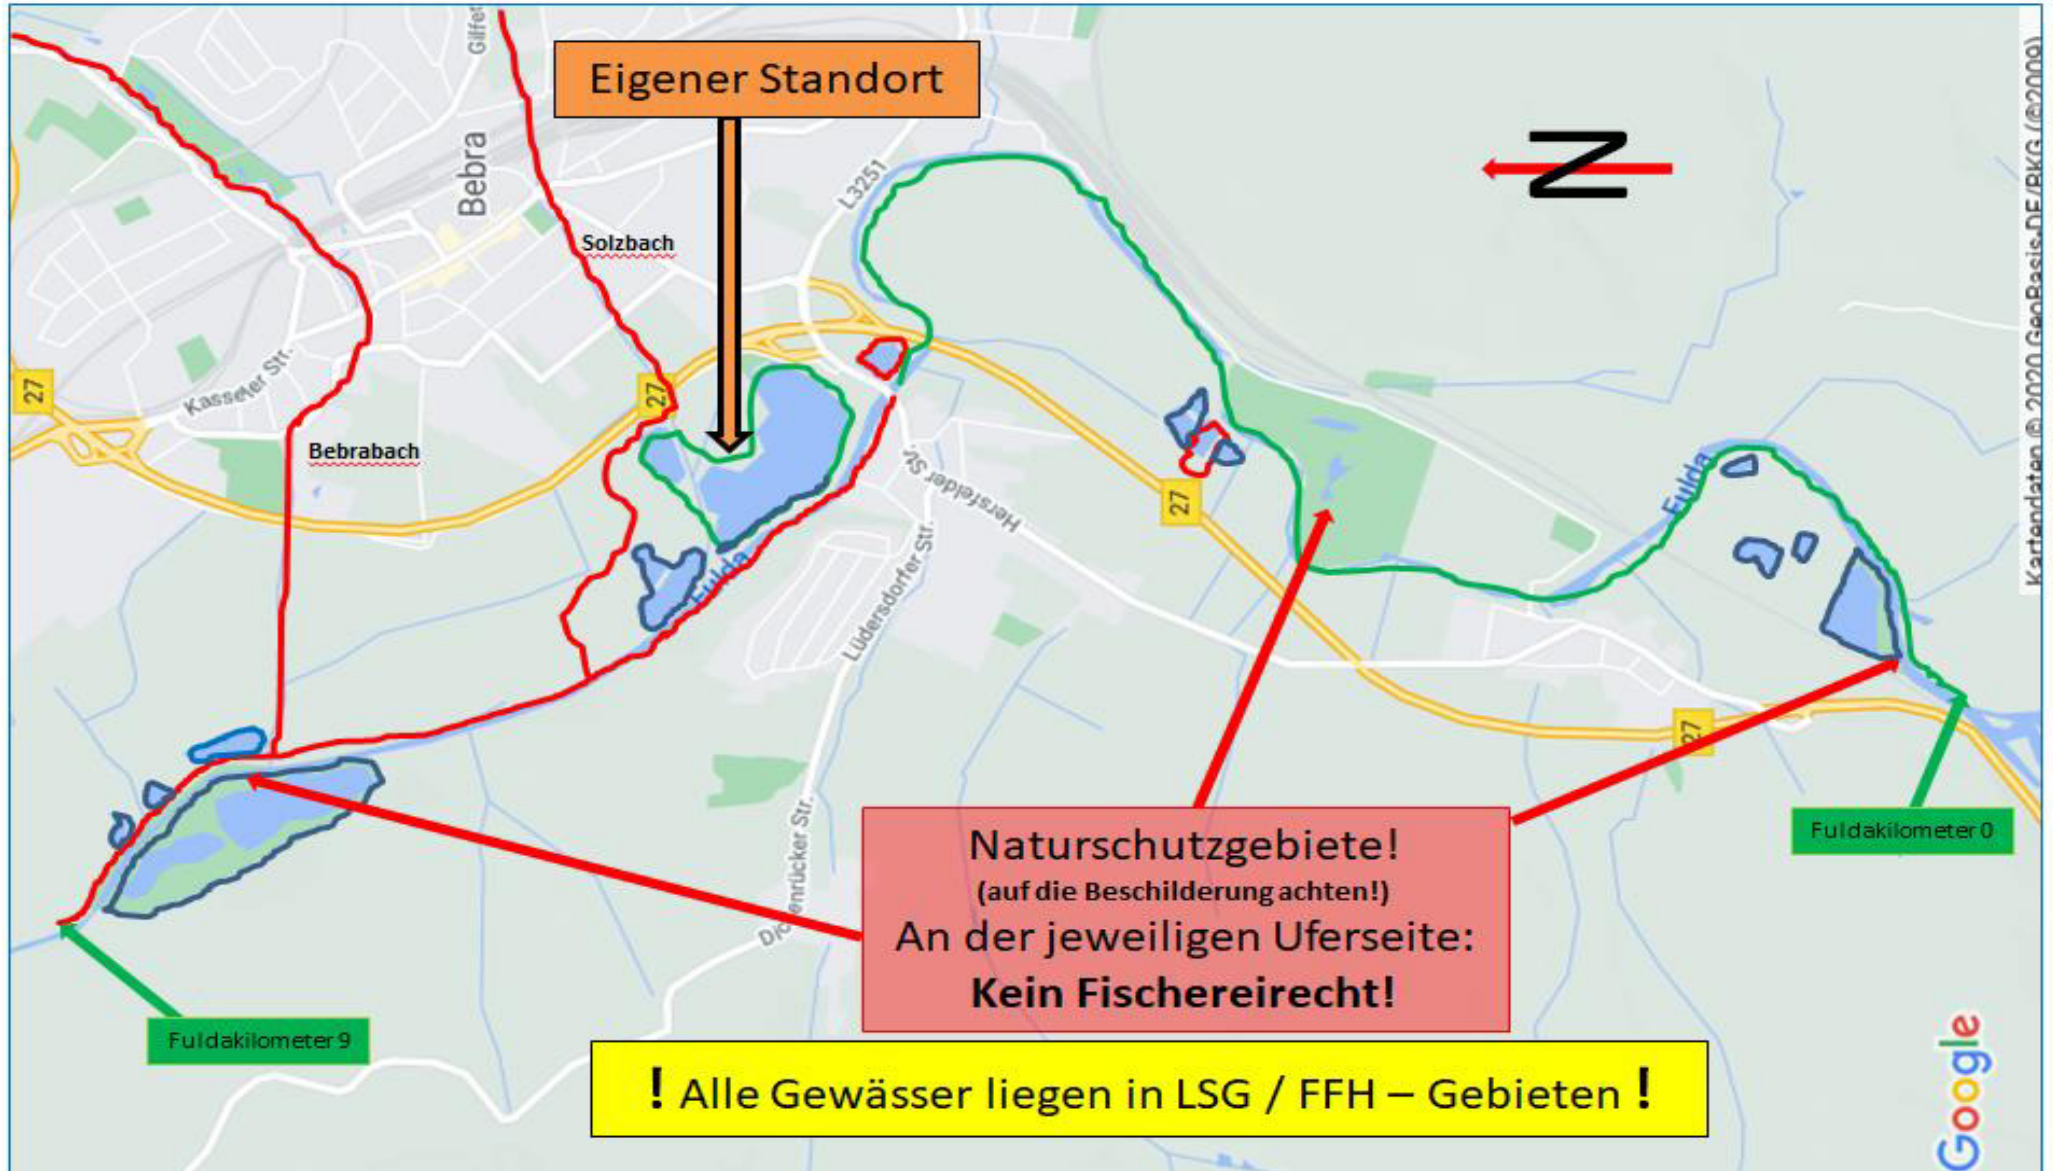 Eigener Standort
Gilfe
Bebra
L3251
Solzbach
27
27
Kasseler Str.
Bebrabach
Hersfelder Str.
27
Fulda
Fulda
Lüdersdorfer Str.
27
Kartendaten © 2020 GeoBasis-DE/BKG (©2009)
Naturschutzgebiete!
(auf die Beschilderung achten!)
An der jeweiligen Uferseite:
Kein Fischereirecht!
Fuldakilometer 0
Fuldakilometer 9
! Alle Gewässer liegen in LSG / FFH – Gebieten !
N
Google